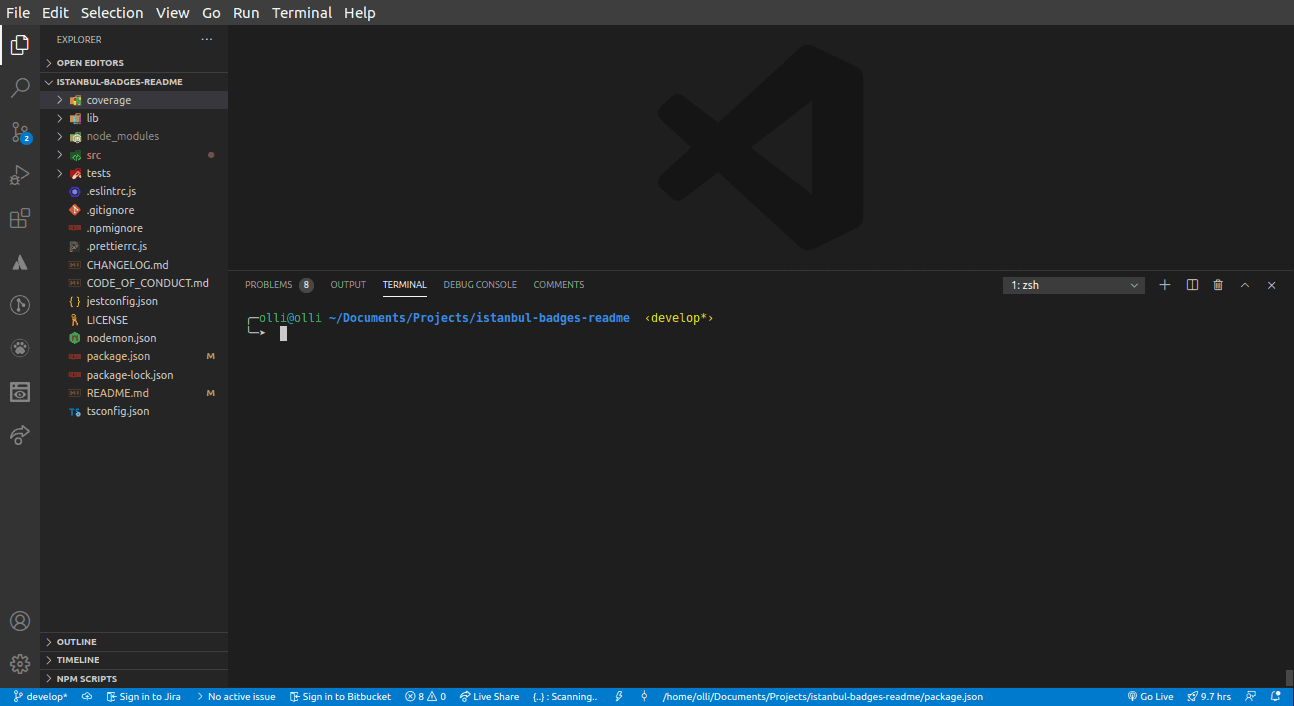 File Edit Selection View Go Run Terminal Help
EXPLORER ...
OPEN EDITORS
ISTANBUL-BADGES-README
coverage
lib
node_modules
src
tests
.eslintrc.js
.gitignore
.npmignore
.prettierrc.js
CHANGELOG.md
CODE_OF_CONDUCT.md
{ } jestconfig.json
LICENSE
nodemon.json
package.json M
package-lock.json
README.md M
TS tsconfig.json
OUTLINE
TIMELINE
NPM SCRIPTS
2
PROBLEMS 8 OUTPUT TERMINAL DEBUG CONSOLE COMMENTS 1: zsh
╭─olli@olli ~/Documents/Projects/istanbul-badges-readme ‹develop*›
╰─➤
develop* Sign in to Jira No active issue Sign in to Bitbucket 8 0 Live Share {..} : Scanning.. /home/olli/Documents/Projects/istanbul-badges-readme/package.json Go Live 9.7 hrs